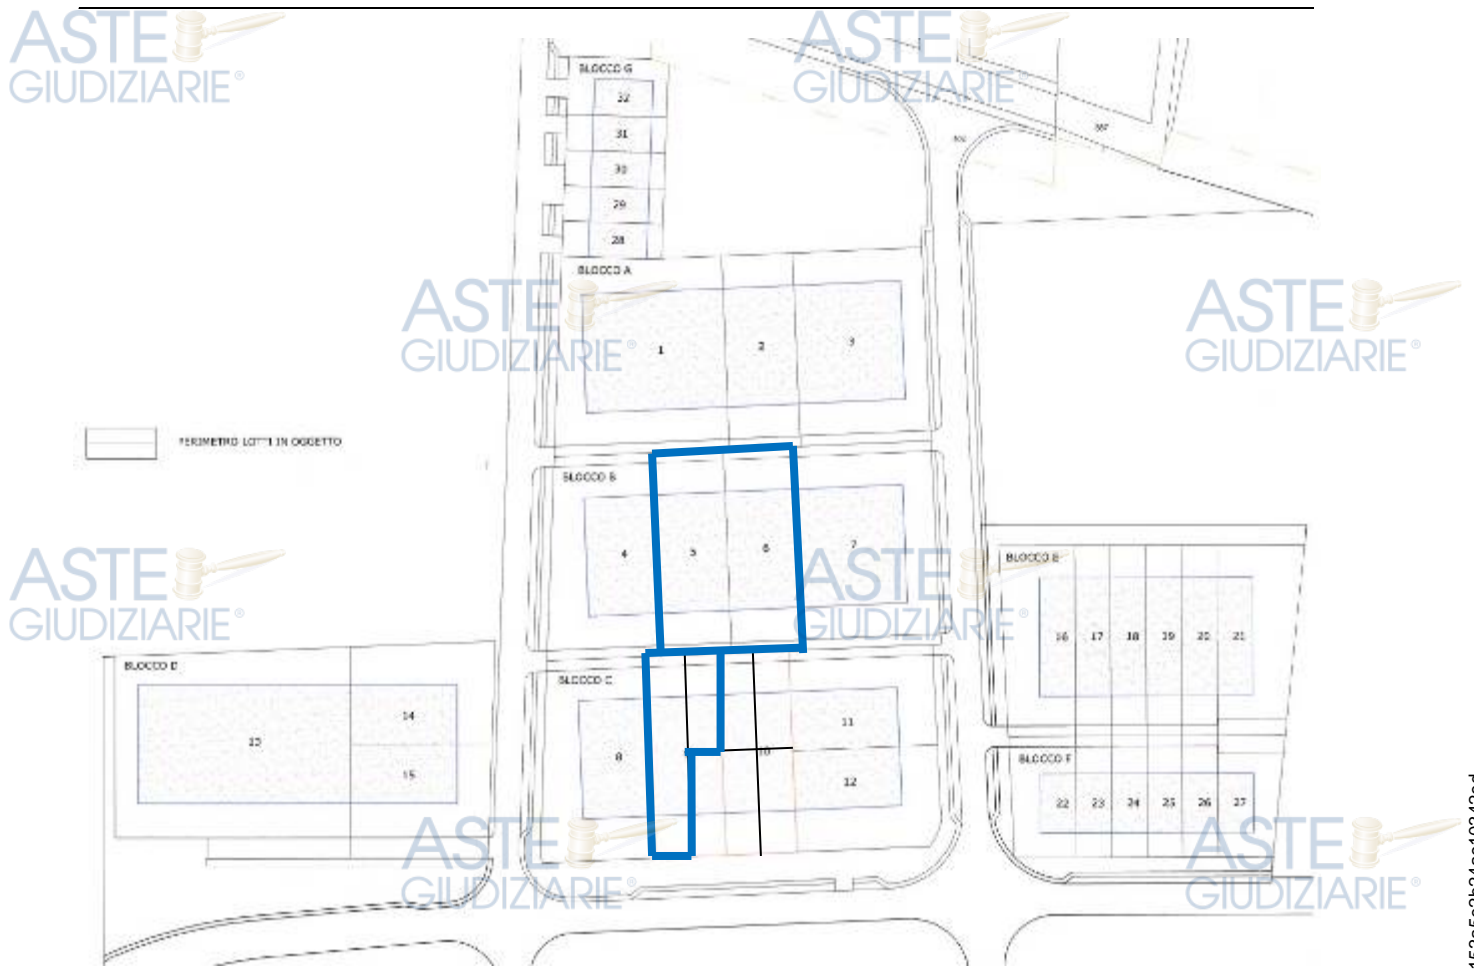 ASTE
GIUDIZIARIE®
ASTE
GIUDIZIARIE®
BLOCCO G
32
31
30
29
28
BLOCCO A
1
2
3
ASTE
GIUDIZIARIE®
ASTE
GIUDIZIARIE®
PERIMETRO LOTTI IN OGGETTO
BLOCCO B
4
5
6
7
ASTE
GIUDIZIARIE®
ASTE
GIUDIZIARIE®
BLOCCO E
16 17 18 19 20 21
BLOCCO D
13
14
15
BLOCCO C
8
10
11
12
BLOCCO F
22 23 24 25 26 27
ASTE
GIUDIZIARIE®
ASTE
GIUDIZIARIE®